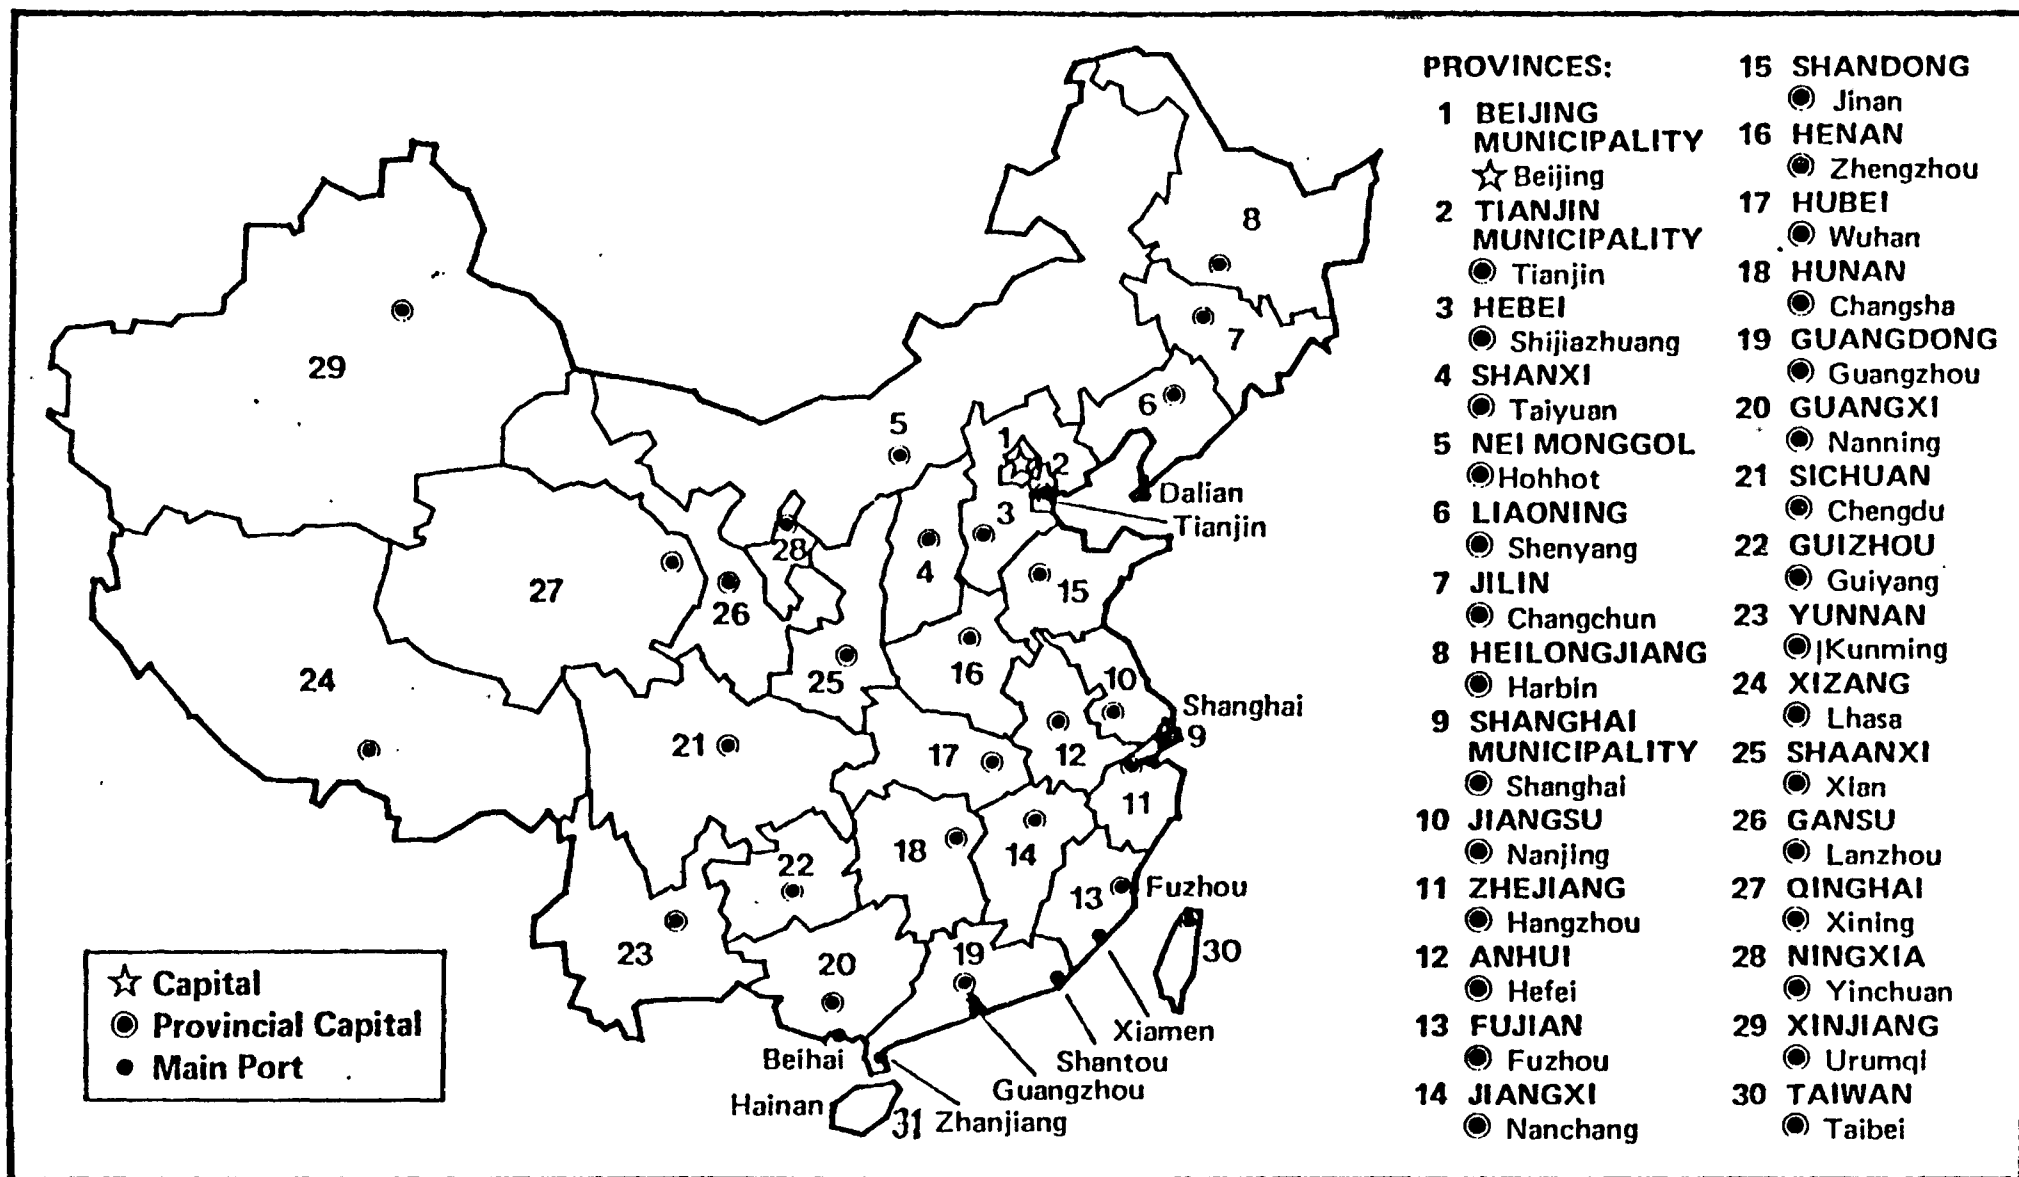 PROVINCES:
1 BEIJING
MUNICIPALITY
Beijing
2 TIANJIN
MUNICIPALITY
Tianjin
3 HEBEI
Shijiazhuang
4 SHANXI
Taiyuan
5 NEI MONGGOL
Hohhot
6 LIAONING
Shenyang
7 JILIN
Changchun
8 HEILONGJIANG
Harbin
9 SHANGHAI
MUNICIPALITY
Shanghai
10 JIANGSU
Nanjing
11 ZHEJIANG
Hangzhou
12 ANHUI
Hefei
13 FUJIAN
Fuzhou
14 JIANGXI
Nanchang
15 SHANDONG
Jinan
16 HENAN
Zhengzhou
17 HUBEI
Wuhan
18 HUNAN
Changsha
19 GUANGDONG
Guangzhou
20 GUANGXI
Nanning
21 SICHUAN
Chengdu
22 GUIZHOU
Guiyang
23 YUNNAN
Kunming
24 XIZANG
Lhasa
25 SHAANXI
Xian
26 GANSU
Lanzhou
27 QINGHAI
Xining
28 NINGXIA
Yinchuan
29 XINJIANG
Urumqi
30 TAIWAN
Taibei
8
7
29
6
5
1
2
Dalian
Tianjin
3
28
4
27
26
15
24
25
16
10
Shanghai
9
21
17
12
11
18
14
22
13
Fuzhou
23
20
19
30
Xiamen
Beihai
Shantou
Guangzhou
Hainan
31
Zhanjiang
Capital
Provincial Capital
Main Port